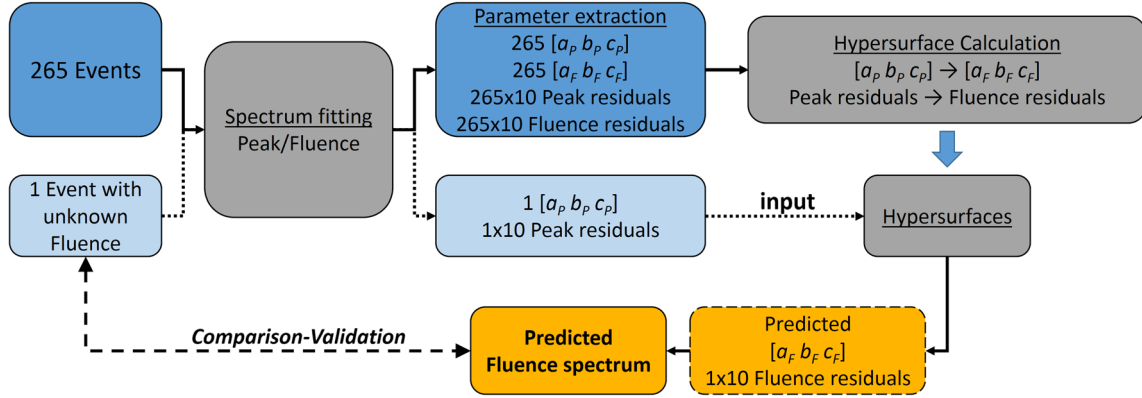 265 Events
Spectrum fitting
Peak/Fluence
Parameter extraction
265 [a_P b_P c_P]
265 [a_F b_F c_F]
265x10 Peak residuals
265x10 Fluence residuals
Hypersurface Calculation
[a_P b_P c_P] → [a_F b_F c_F]
Peak residuals → Fluence residuals
1 Event with
unknown
Fluence
1 [a_P b_P c_P]
1x10 Peak residuals
input
Hypersurfaces
Comparison-Validation
Predicted
Fluence spectrum
Predicted
[a_F b_F c_F]
1x10 Fluence residuals